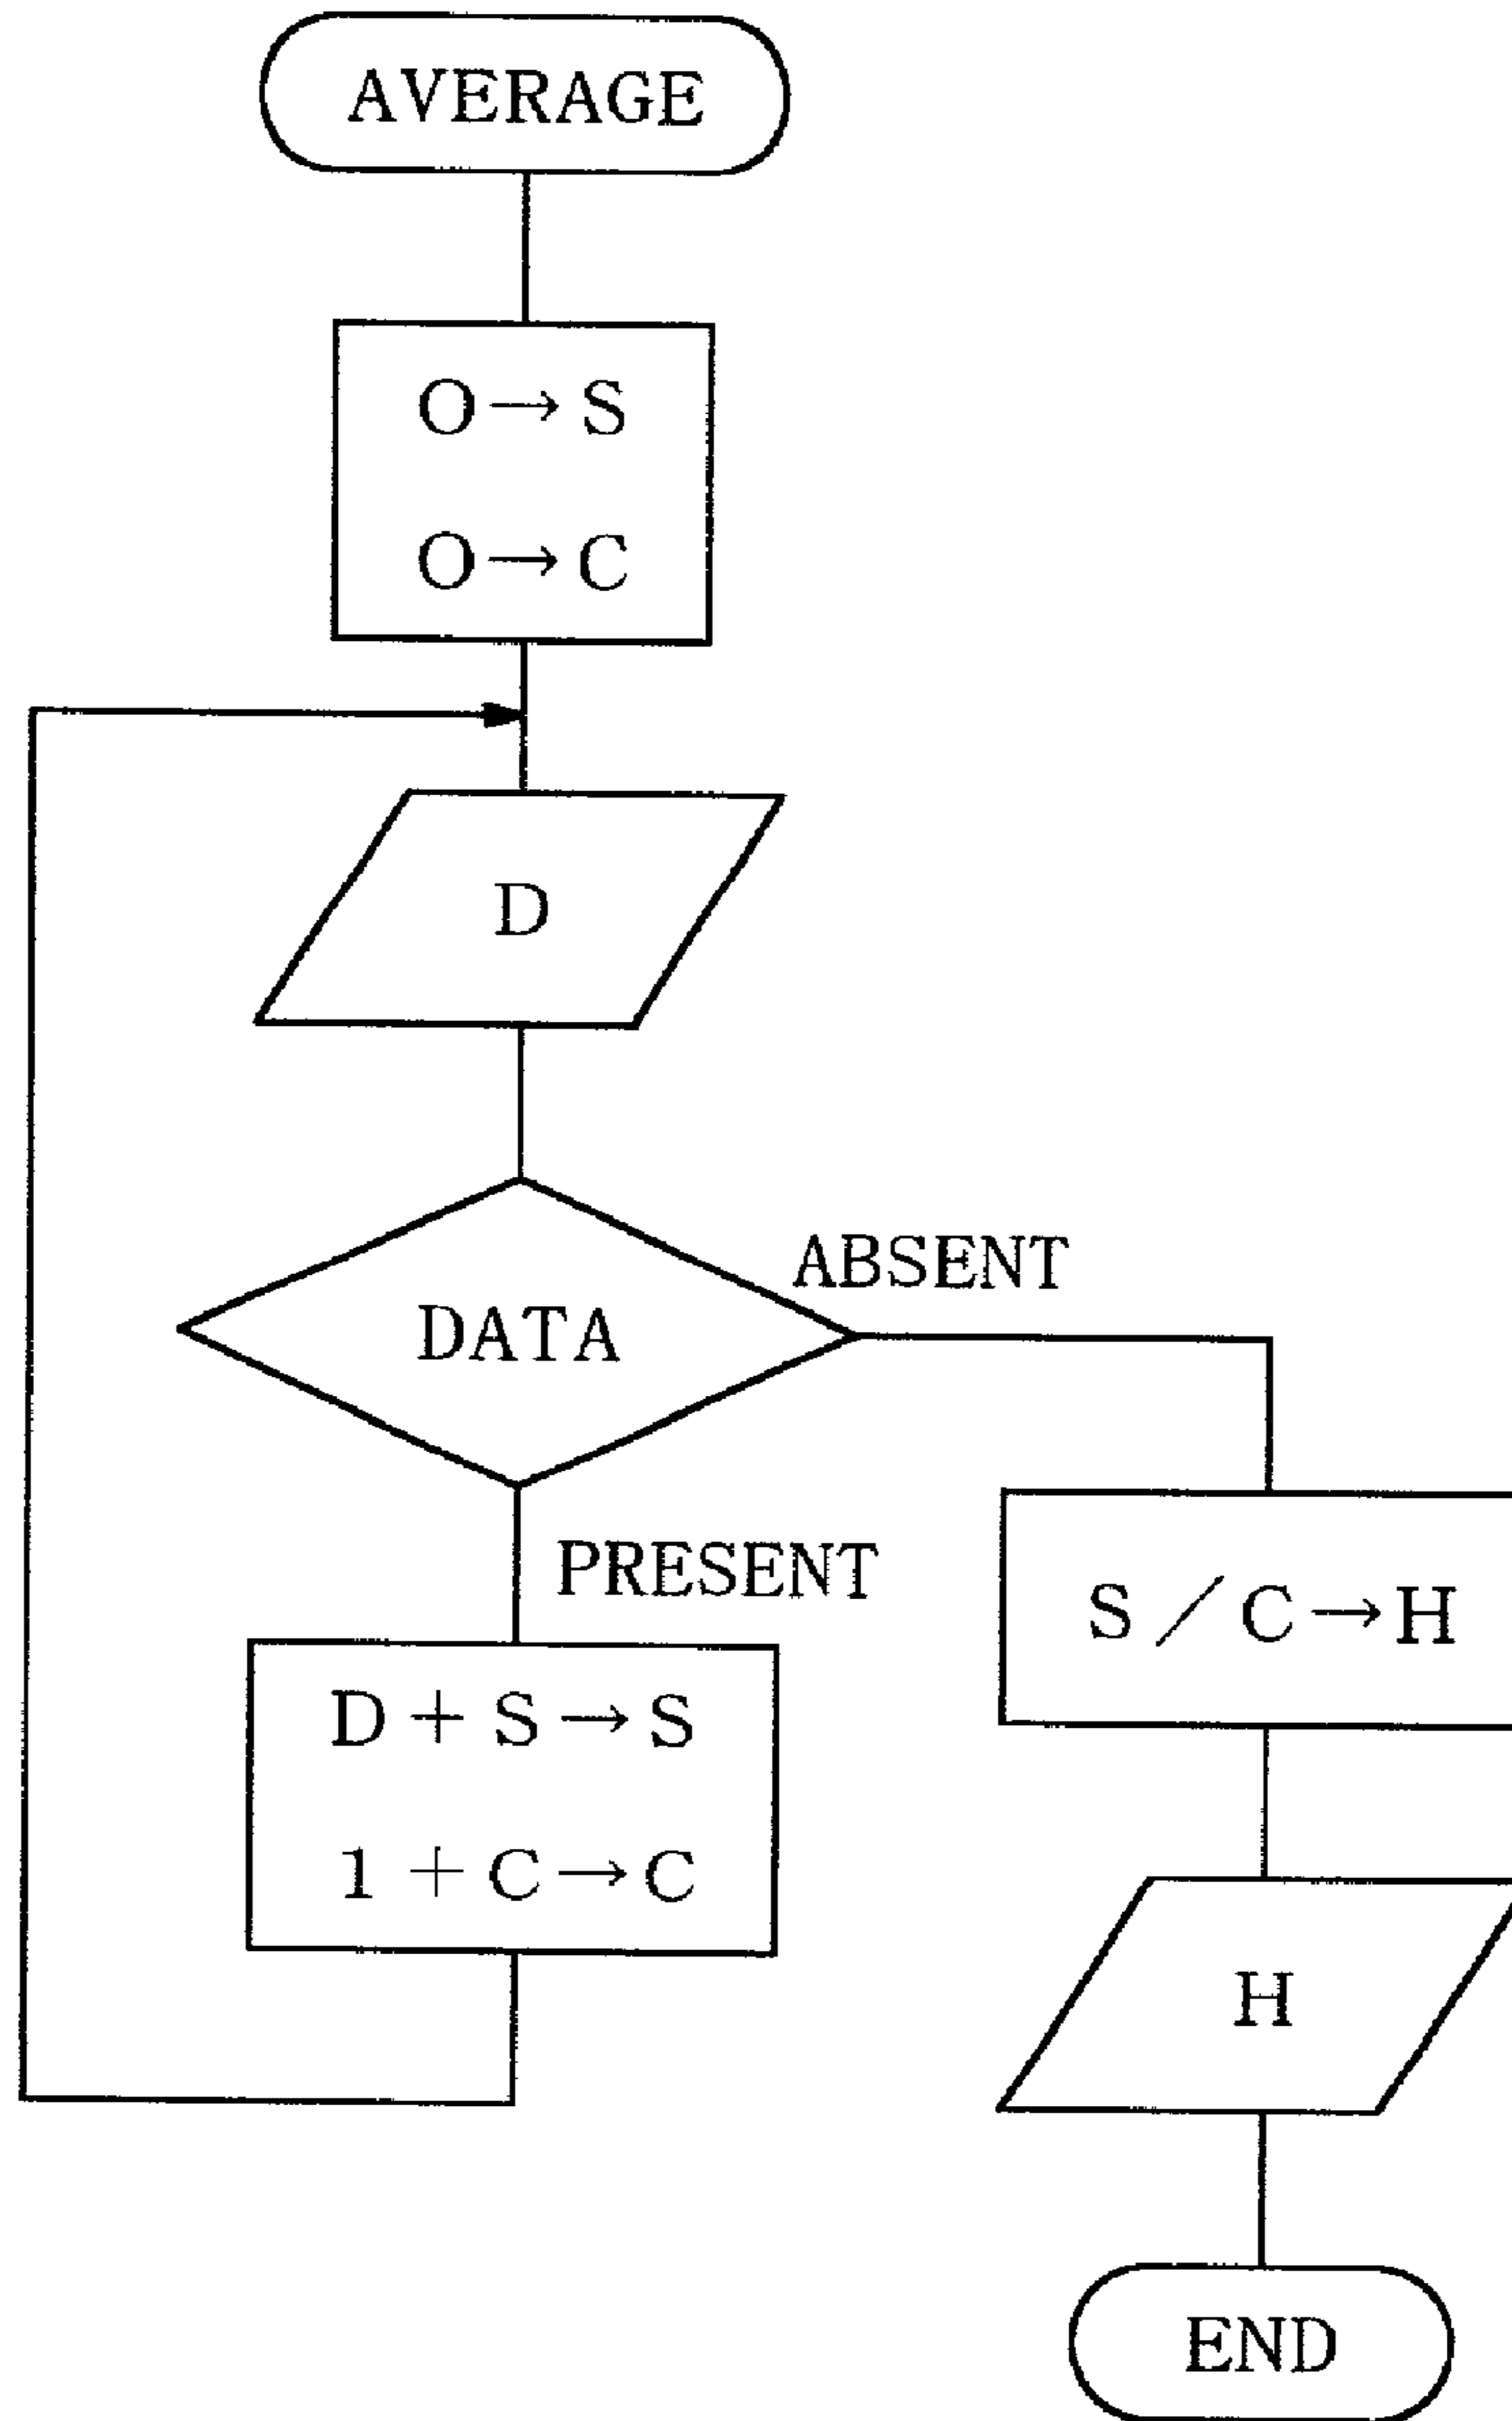 AVERAGE
O→S
O→C
D
DATA
ABSENT
PRESENT
D+S→S
1+C→C
S/C→H
H
END